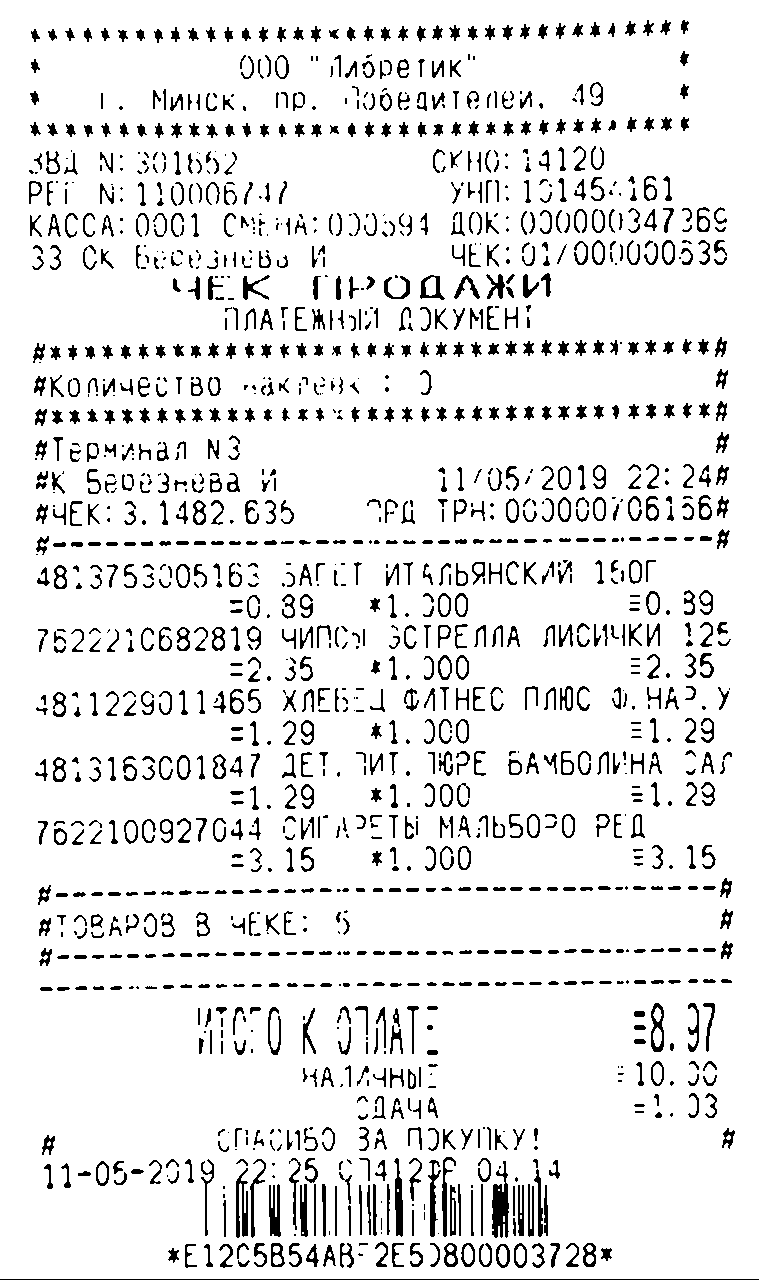 ****************************************
* ООО "Либретик" *
* г. Минск, пр. Победителей, 49 *
****************************************
ЗВД N:301652 СКНО:14120
РЕГ N:110006747 УНП:
КАССА:0001 СМЕНА:000594 ДОК:000000347369
33 Ск Березнева И ЧЕК:01/000000635
ЧЕК ПРОДАЖИ
ПЛАТЕЖНЫЙ ДОКУМЕНТ
#**************************************#
#Количество наклеек : 0 #
#**************************************#
#Терминал N3 #
#К Березнева И 11/05/2019 22:24#
#ЧЕК:3.1482.635 ПРД ТРН:000000706156#
#--------------------------------------#
4813753005163 БАГЕТ ИТАЛЬЯНСКИЙ 150Г
=0.89 *1.000 ≡0.89
7622210682819 ЧИПСЫ ЭСТРЕЛЛА ЛИСИЧКИ 125
=2.35 *1.000 ≡2.35
4811229011465 ХЛЕБЕЦ ФИТНЕС ПЛЮС Ф.НАР.У
=1.29 *1.000 ≡1.29
4813163001847 ДЕТ.ПИТ.ПЮРЕ БАМБОЛИНА САЛ
=1.29 *1.000 ≡1.29
7622100927044 СИГАРЕТЫ МАЛЬБОРО РЕД
=3.15 *1.000 ≡3.15
#--------------------------------------#
#ТОВАРОВ В ЧЕКЕ: 5 #
#--------------------------------------#
----------------------------------------
ИТОГО К ОПЛАТЕ ≡8.97
НАЛИЧНЫЕ ≡10.00
СДАЧА =1.03
# СПАСИБО ЗА ПОКУПКУ! #
11-05-2019 22:25 04.14